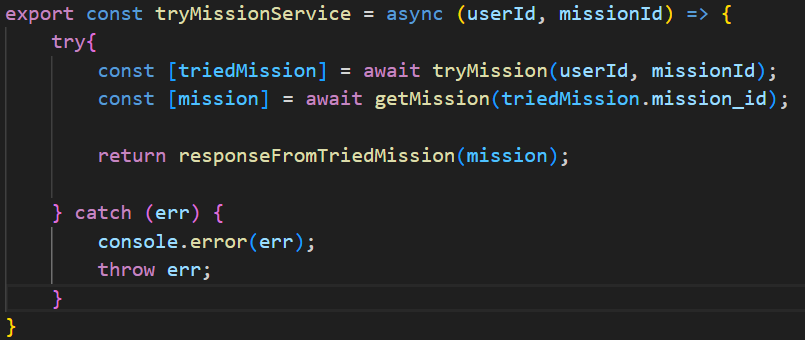 export const tryMissionService = async (userId, missionId) => {
    try{
        const [triedMission] = await tryMission(userId, missionId);
        const [mission] = await getMission(triedMission.mission_id);

        return responseFromTriedMission(mission);

    } catch (err) {
        console.error(err);
        throw err;
    }
}